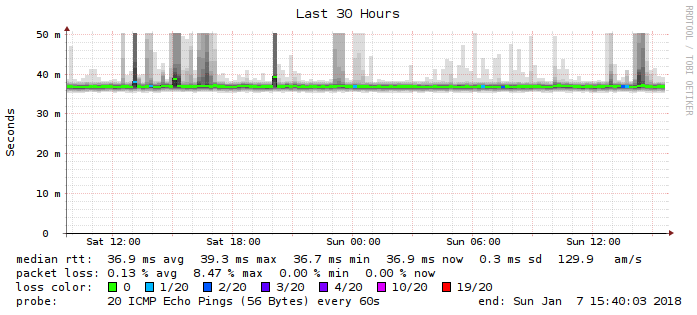 Last 30 Hours
RRDTOOL / TOBI OETIKER
Seconds
50 m
40 m
30 m
20 m
10 m
0
Sat 12:00 Sat 18:00 Sun 00:00 Sun 06:00 Sun 12:00
median rtt: 36.9 ms avg 39.3 ms max 36.7 ms min 36.9 ms now 0.3 ms sd 129.9 am/s
packet loss: 0.13 % avg 8.47 % max 0.00 % min 0.00 % now
loss color: 0 1/20 2/20 3/20 4/20 10/20 19/20
probe: 20 ICMP Echo Pings (56 Bytes) every 60s end: Sun Jan 7 15:40:03 2018